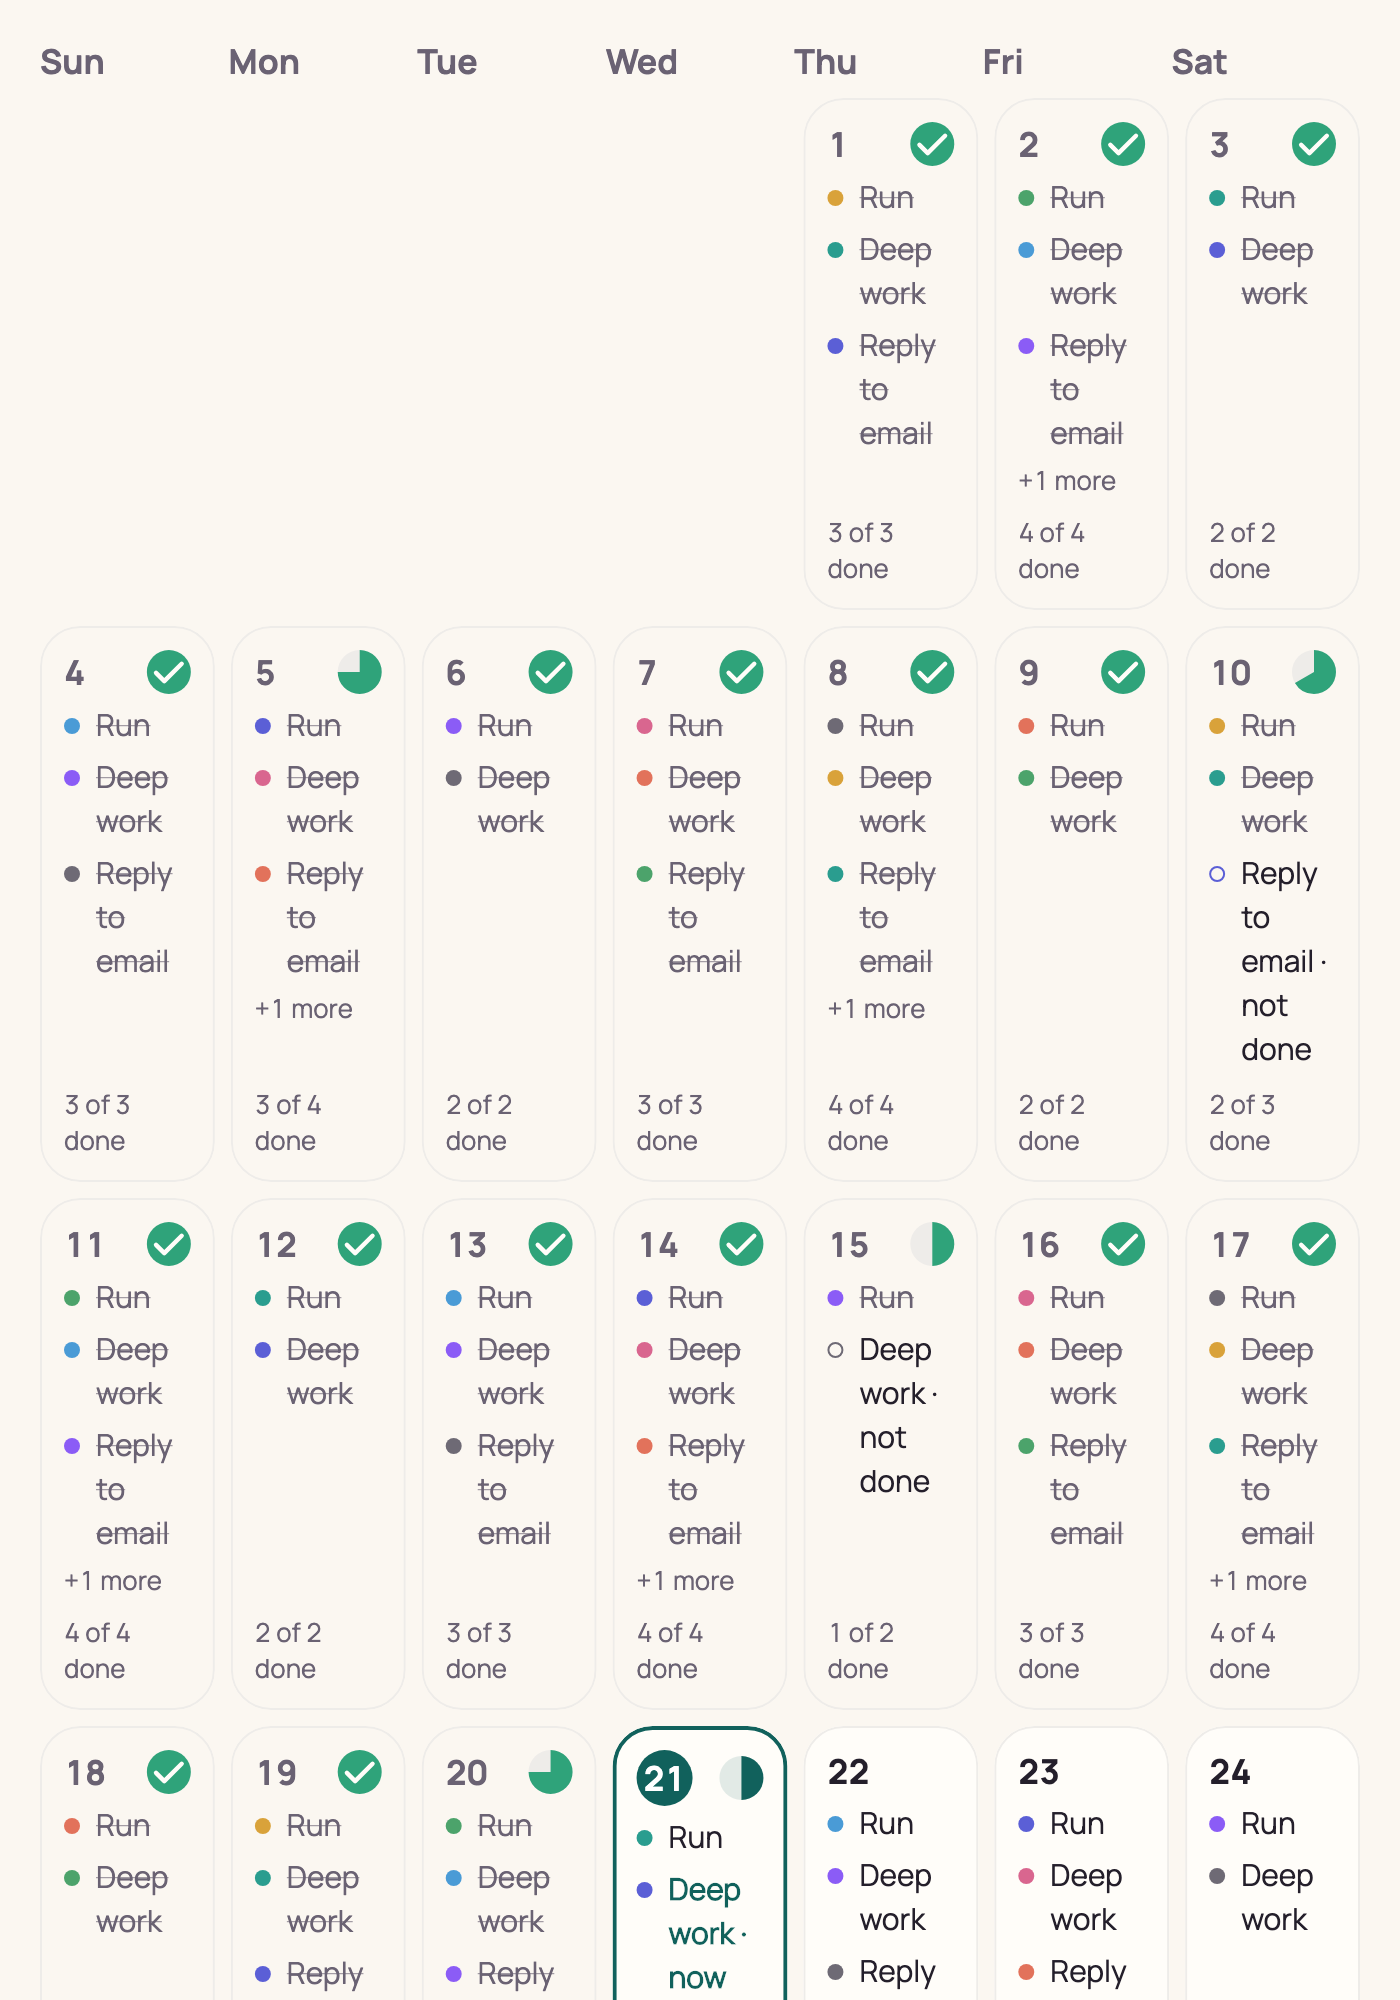 Sun Mon Tue Wed Thu Fri Sat
1
Run
Deep
work
Reply
to
email
3 of 3
done
2
Run
Deep
work
Reply
to
email
+1 more
4 of 4
done
3
Run
Deep
work
2 of 2
done
4
Run
Deep
work
Reply
to
email
3 of 3
done
5
Run
Deep
work
Reply
to
email
+1 more
3 of 4
done
6
Run
Deep
work
2 of 2
done
7
Run
Deep
work
Reply
to
email
3 of 3
done
8
Run
Deep
work
Reply
to
email
+1 more
4 of 4
done
9
Run
Deep
work
2 of 2
done
10
Run
Deep
work
Reply
to
email ·
not
done
2 of 3
done
11
Run
Deep
work
Reply
to
email
+1 more
4 of 4
done
12
Run
Deep
work
2 of 2
done
13
Run
Deep
work
Reply
to
email
3 of 3
done
14
Run
Deep
work
Reply
to
email
+1 more
4 of 4
done
15
Run
Deep
work ·
not
done
1 of 2
done
16
Run
Deep
work
Reply
to
email
3 of 3
done
17
Run
Deep
work
Reply
to
email
+1 more
4 of 4
done
18
Run
Deep
work
19
Run
Deep
work
Reply
20
Run
Deep
work
Reply
21
Run
Deep
work ·
now
22
Run
Deep
work
Reply
23
Run
Deep
work
Reply
24
Run
Deep
work